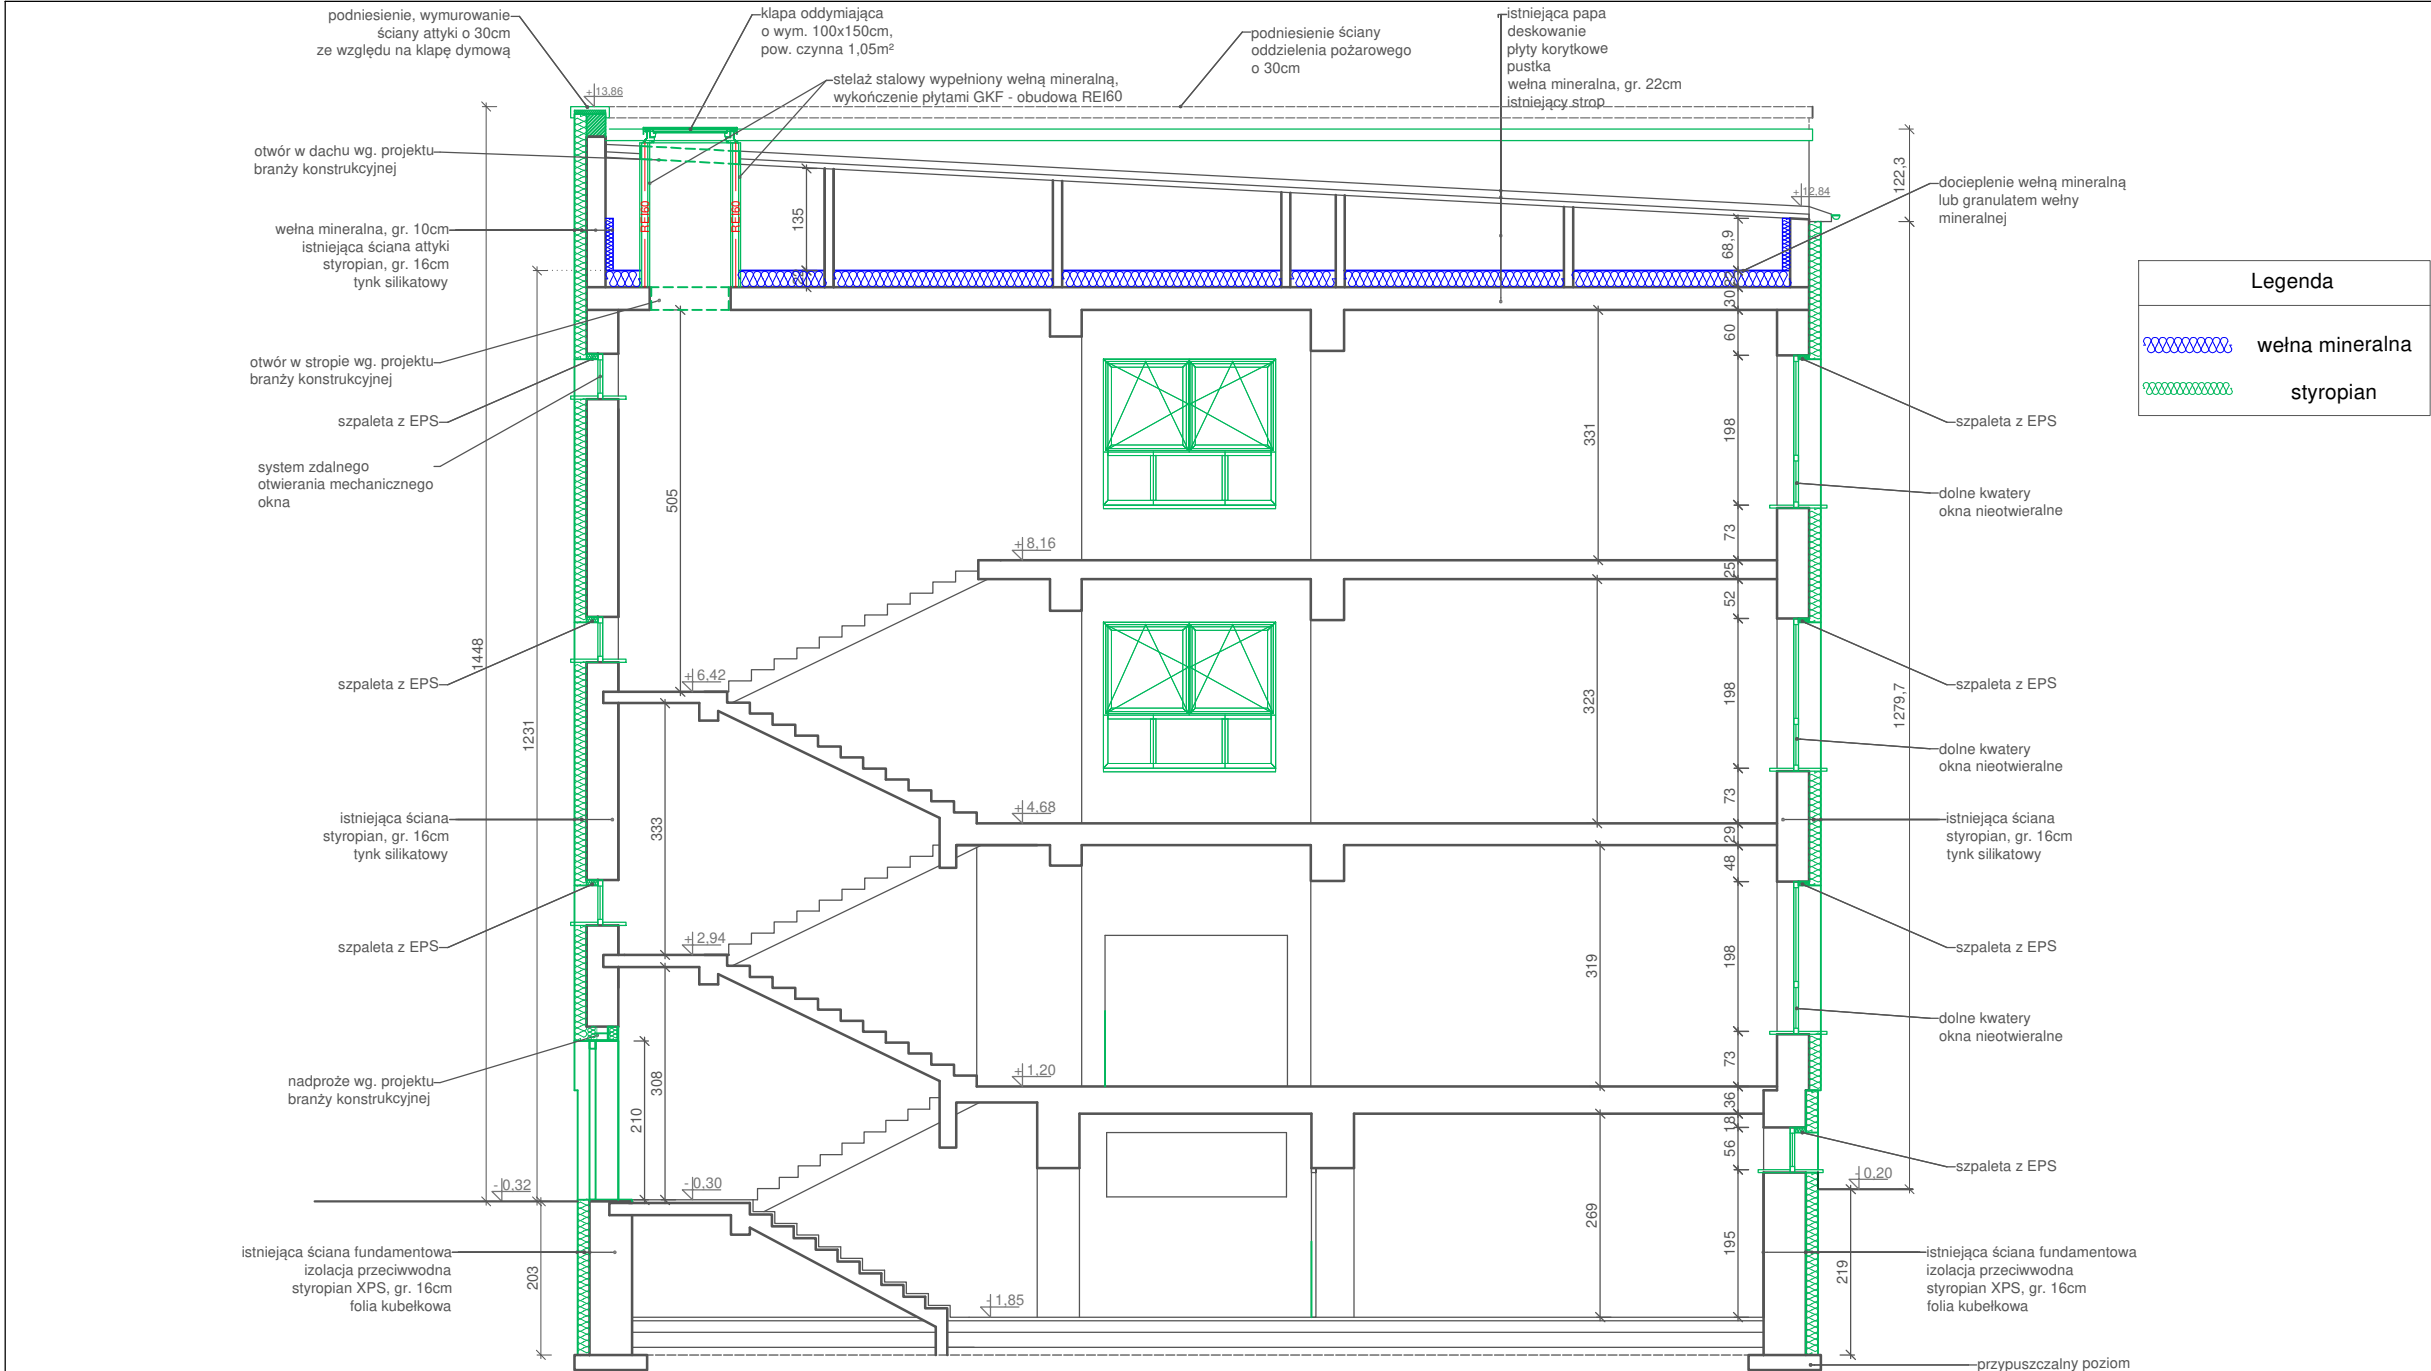 podniesienie, wymurowanie
ściany attyki o 30cm
ze względu na klapę dymową
klapa oddymiająca
o wym. 100x150cm,
pow. czynna 1,05m²
stelaż stalowy wypełniony wełną mineralną,
wykończenie płytami GKF - obudowa REI60
podniesienie ściany
oddzielenia pożarowego
o 30cm
istniejąca papa
deskowanie
płyty korytkowe
pustka
wełna mineralna, gr. 22cm
istniejący strop
+13,86
otwór w dachu wg. projektu
branży konstrukcyjnej
wełna mineralna, gr. 10cm
istniejąca ściana attyki
styropian, gr. 16cm
tynk silikatowy
REI60
REI60
135
22
+12,84
122,3
68,9
30
60
docieplenie wełną mineralną
lub granulatem wełny
mineralnej
Legenda
wełna mineralna
styropian
otwór w stropie wg. projektu
branży konstrukcyjnej
szpaleta z EPS
system zdalnego
otwierania mechanicznego
okna
505
331
198
szpaleta z EPS
dolne kwatery
okna nieotwieralne
73
+8,16
25
52
1448
1231
szpaleta z EPS
+6,42
323
198
1279,7
szpaleta z EPS
dolne kwatery
okna nieotwieralne
73
istniejąca ściana
styropian, gr. 16cm
tynk silikatowy
333
+4,68
29
48
istniejąca ściana
styropian, gr. 16cm
tynk silikatowy
szpaleta z EPS
+2,94
319
198
szpaleta z EPS
dolne kwatery
okna nieotwieralne
73
nadproże wg. projektu
branży konstrukcyjnej
210
308
+1,20
36
18
56
szpaleta z EPS
-0,32
-0,30
-0,20
istniejąca ściana fundamentowa
izolacja przeciwwodna
styropian XPS, gr. 16cm
folia kubełkowa
203
-1,85
269
195
219
istniejąca ściana fundamentowa
izolacja przeciwwodna
styropian XPS, gr. 16cm
folia kubełkowa
przypuszczalny poziom